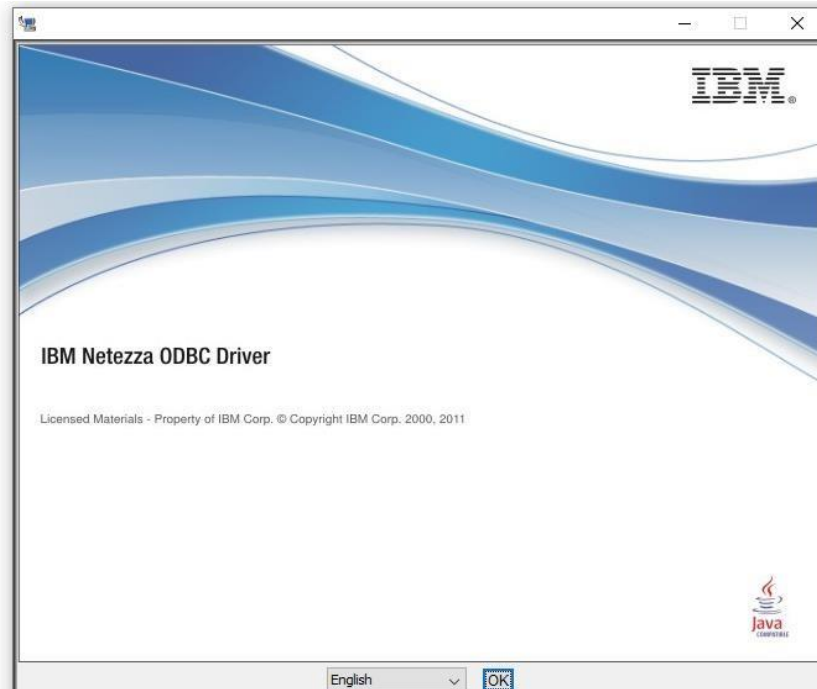 IBM®
IBM Netezza ODBC Driver
Licensed Materials - Property of IBM Corp. © Copyright IBM Corp. 2000, 2011
Java
COMPATIBLE
English
OK